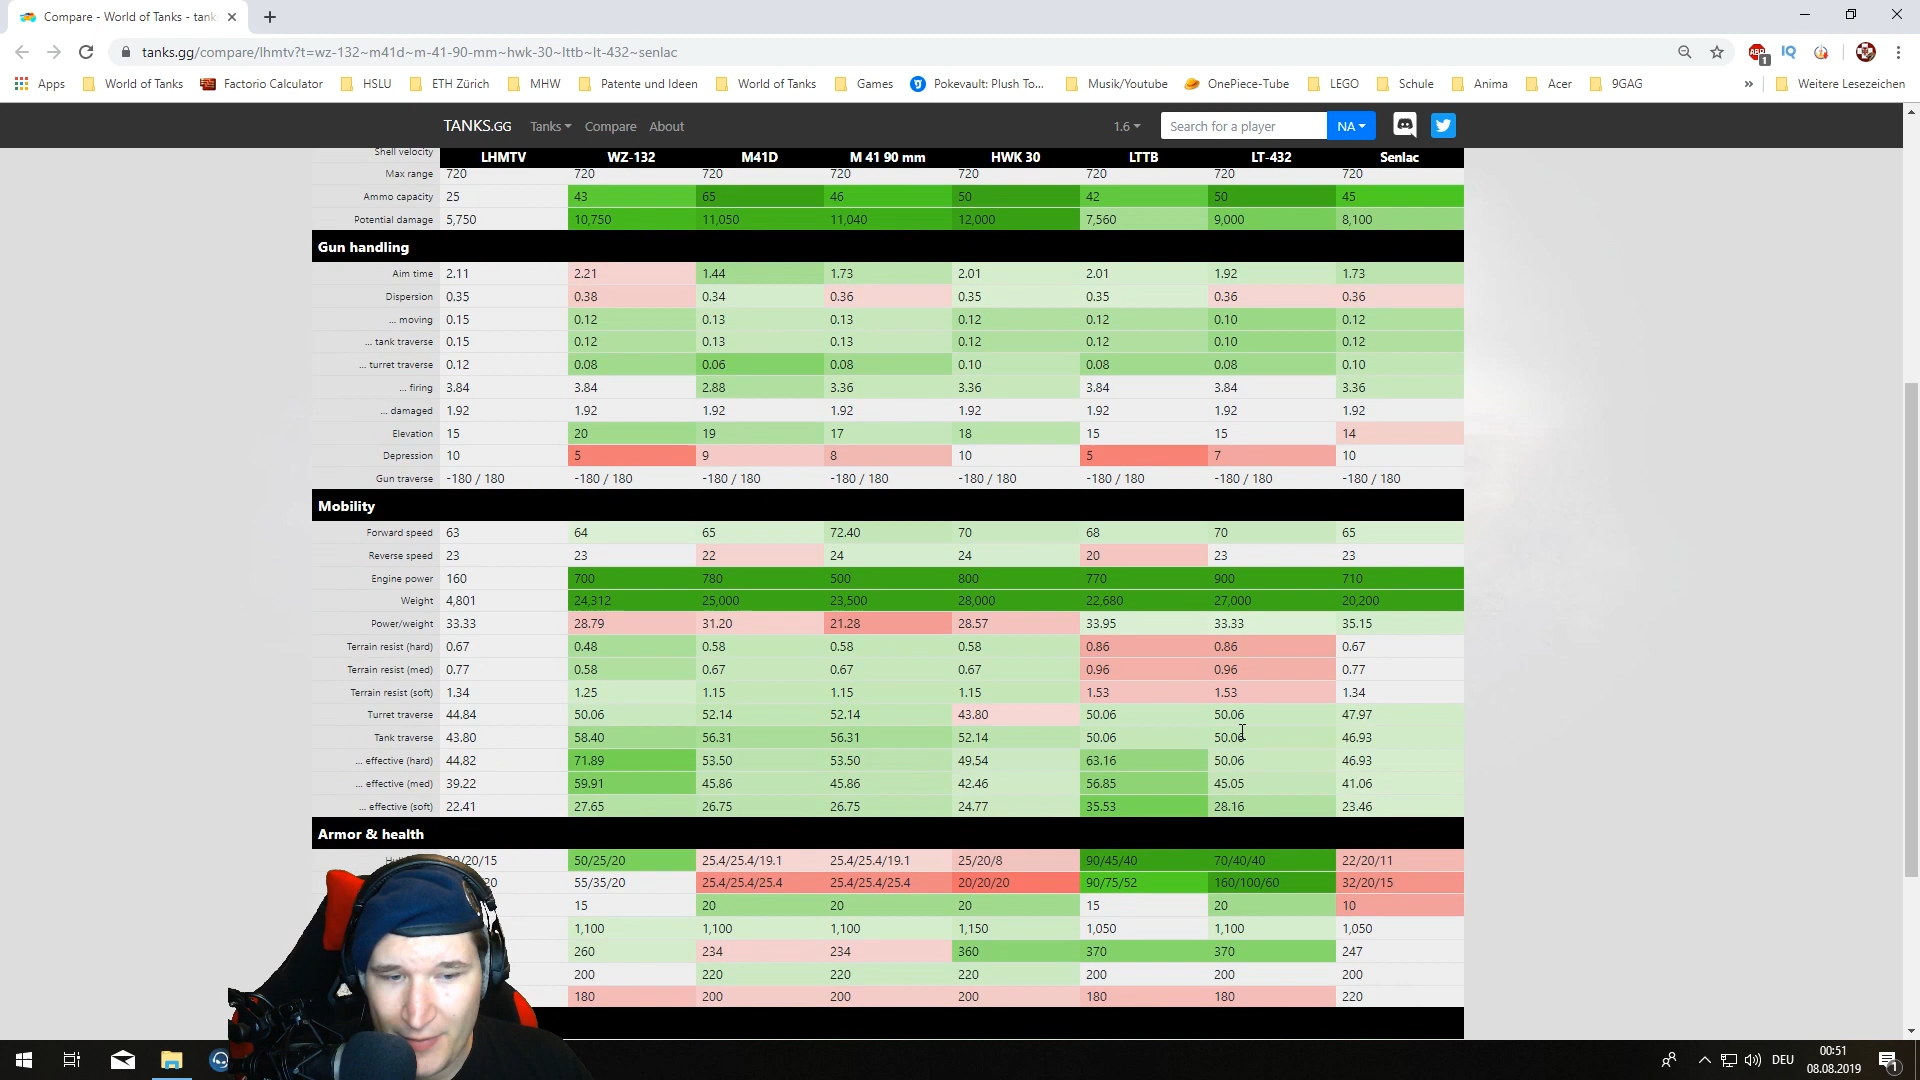 Compare - World of Tanks - tank
tanks.gg/compare/lhmtv?t=wz-132~m41d~m-41-90-mm~hwk-30~lttb~lt-432~senlac
Apps World of Tanks Factorio Calculator HSLU ETH Zürich MHW Patente und Ideen World of Tanks Games Pokevault: Plush To... Musik/Youtube OnePiece-Tube LEGO Schule Anima Acer 9GAG » Weitere Lesezeichen
TANKS.GG Tanks Compare About 1.6 Search for a player NA
Shell velocity LHMTV WZ-132 M41D M 41 90 mm HWK 30 LTTB LT-432 Senlac
Max range 720 720 720 720 720 720 720 720
Ammo capacity 25 43 65 46 50 42 50 45
Potential damage 5,750 10,750 11,050 11,040 12,000 7,560 9,000 8,100
Gun handling
Aim time 2.11 2.21 1.44 1.73 2.01 2.01 1.92 1.73
Dispersion 0.35 0.38 0.34 0.36 0.35 0.35 0.36 0.36
... moving 0.15 0.12 0.13 0.13 0.12 0.12 0.10 0.12
... tank traverse 0.15 0.12 0.13 0.13 0.12 0.12 0.10 0.12
... turret traverse 0.12 0.08 0.06 0.08 0.10 0.08 0.08 0.10
... firing 3.84 3.84 2.88 3.36 3.36 3.84 3.84 3.36
... damaged 1.92 1.92 1.92 1.92 1.92 1.92 1.92 1.92
Elevation 15 20 19 17 18 15 15 14
Depression 10 5 9 8 10 5 7 10
Gun traverse -180 / 180 -180 / 180 -180 / 180 -180 / 180 -180 / 180 -180 / 180 -180 / 180 -180 / 180
Mobility
Forward speed 63 64 65 72.40 70 68 70 65
Reverse speed 23 23 22 24 24 20 23 23
Engine power 160 700 780 500 800 770 900 710
Weight 4,801 24,312 25,000 23,500 28,000 22,680 27,000 20,200
Power/weight 33.33 28.79 31.20 21.28 28.57 33.95 33.33 35.15
Terrain resist (hard) 0.67 0.48 0.58 0.58 0.58 0.86 0.86 0.67
Terrain resist (med) 0.77 0.58 0.67 0.67 0.67 0.96 0.96 0.77
Terrain resist (soft) 1.34 1.25 1.15 1.15 1.15 1.53 1.53 1.34
Turret traverse 44.84 50.06 52.14 52.14 43.80 50.06 50.06 47.97
Tank traverse 43.80 58.40 56.31 56.31 52.14 50.06 50.06 46.93
... effective (hard) 44.82 71.89 53.50 53.50 49.54 63.16 50.06 46.93
... effective (med) 39.22 59.91 45.86 45.86 42.46 56.85 45.05 41.06
... effective (soft) 22.41 27.65 26.75 26.75 24.77 35.53 28.16 23.46
Armor & health
/20/15 50/25/20 25.4/25.4/19.1 25.4/25.4/19.1 25/20/8 90/45/40 70/40/40 22/20/11
20 55/35/20 25.4/25.4/25.4 25.4/25.4/25.4 20/20/20 90/75/52 160/100/60 32/20/15
15 20 20 20 15 20 10
1,100 1,100 1,100 1,150 1,050 1,100 1,050
260 234 234 360 370 370 247
200 220 220 220 200 200 200
180 200 200 200 180 180 220
DEU
00:51
08.08.2019